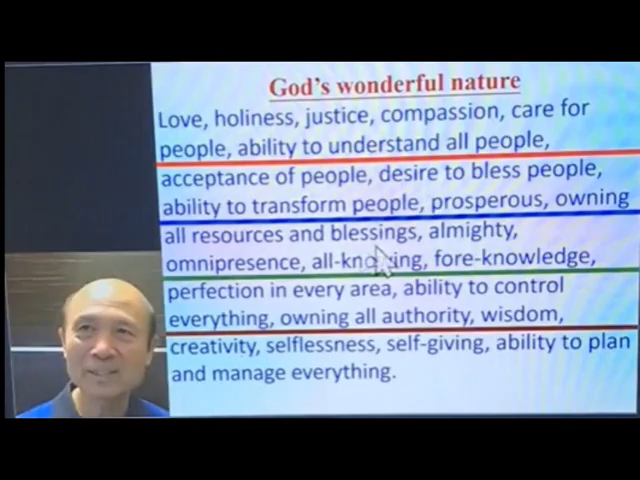 God's wonderful nature
Love, holiness, justice, compassion, care for
people, ability to understand all people,
acceptance of people, desire to bless people,
ability to transform people, prosperous, owning
all resources and blessings, almighty,
omnipresence, all-knowing, fore-knowledge,
perfection in every area, ability to control
everything, owning all authority, wisdom,
creativity, selflessness, self-giving, ability to plan
and manage everything.